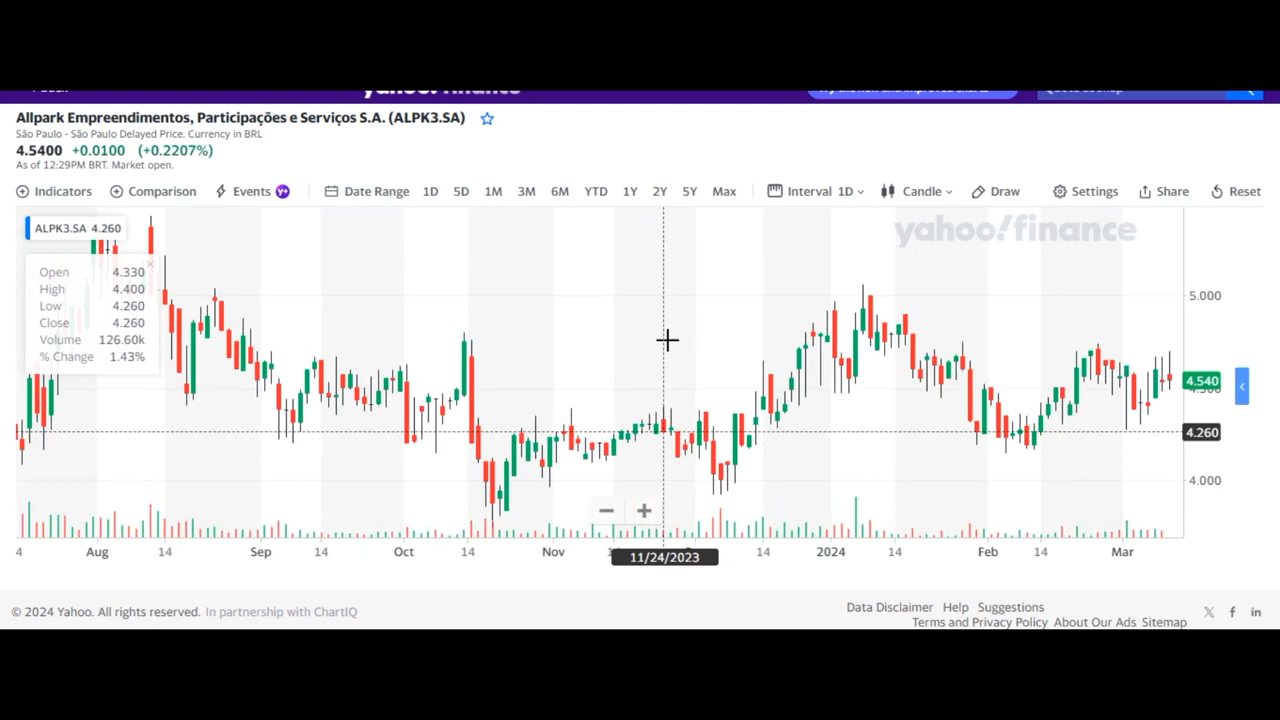 Allpark Empreendimentos, Participações e Serviços S.A. (ALPK3.SA)
São Paulo - São Paulo Delayed Price. Currency in BRL
4.5400 +0.0100 (+0.2207%)
As of 12:29PM BRT. Market open.
Indicators Comparison Events Y+ Date Range 1D 5D 1M 3M 6M YTD 1Y 2Y 5Y Max Interval 1D Candle Draw Settings Share Reset
ALPK3.SA 4.260
yahoo!finance
Open 4.330
High 4.400
Low 4.260
Close 4.260
Volume 126.60k
% Change 1.43%
5.000
4.540
4.260
4.000
4 Aug 14 Sep 14 Oct 14 Nov 14 2024 14 Feb 14 Mar
11/24/2023
© 2024 Yahoo. All rights reserved. In partnership with ChartIQ
Data Disclaimer Help Suggestions
Terms and Privacy Policy About Our Ads Sitemap